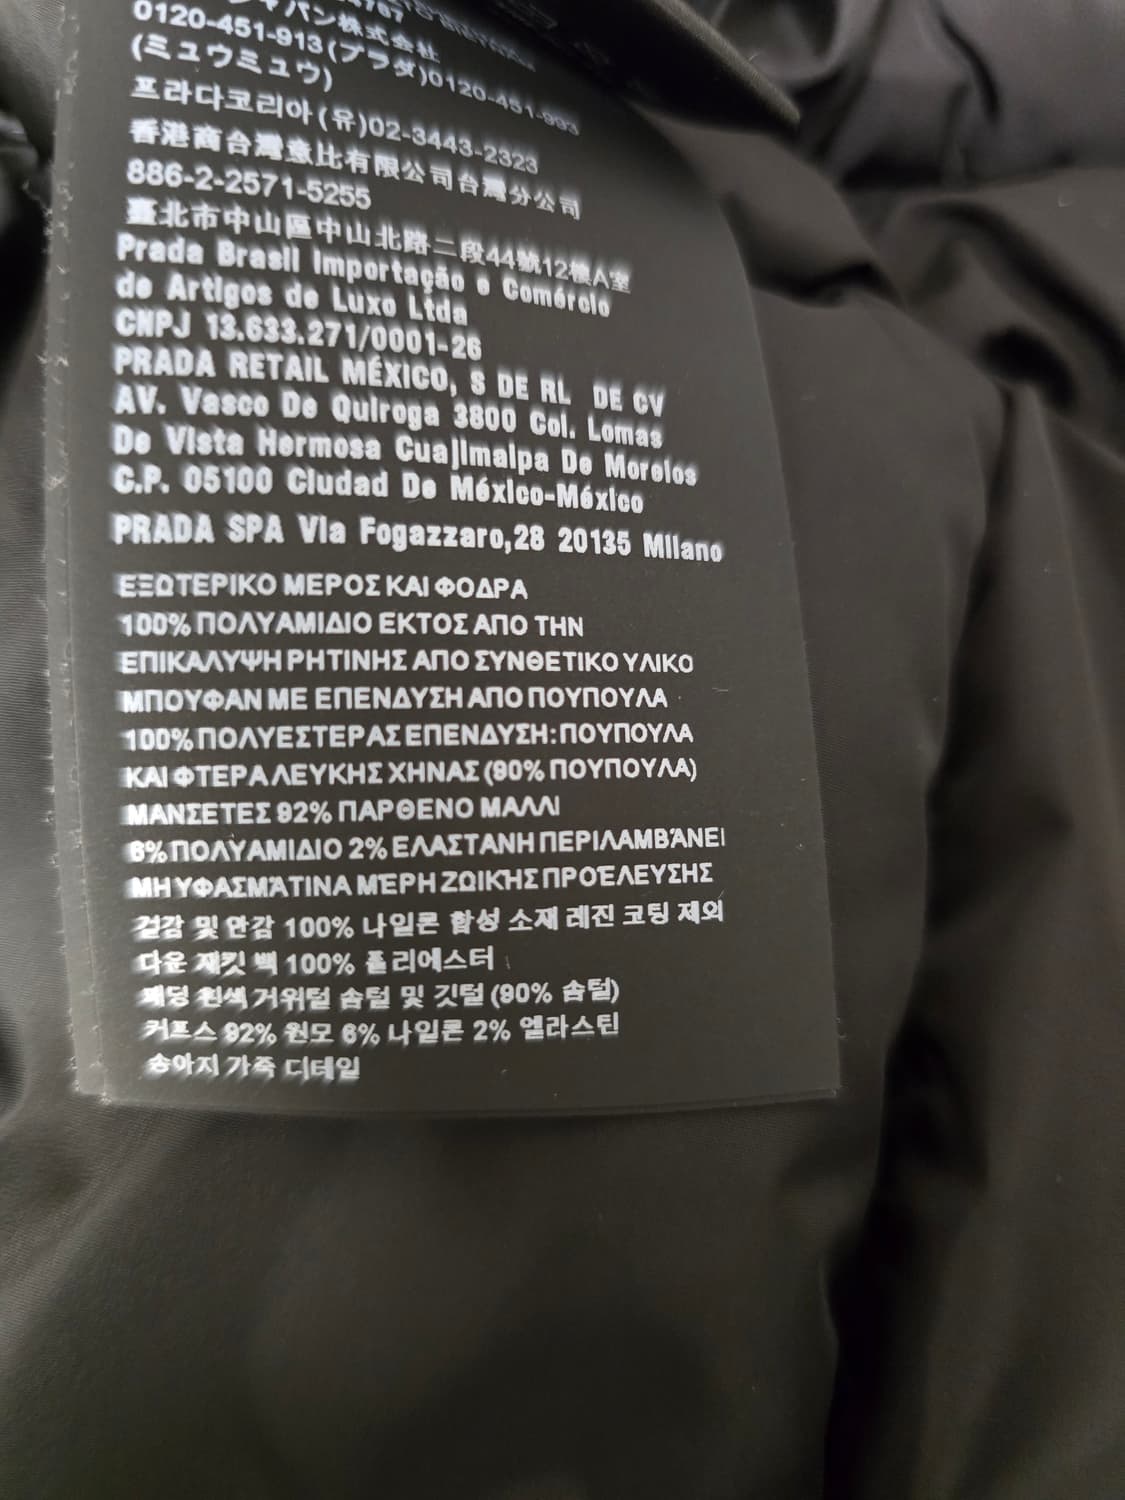 ジャパン株式会社
0120-451-913(プラダ)0120-451-993
(ミュウミュウ)
프라다코리아(유)02-3443-2323
香港商台灣意比有限公司台灣分公司
886-2-2571-5255
臺北市中山區中山北路二段44號12樓A室
Prada Brasil Importação e Comércio
de Artigos de Luxo Ltda
CNPJ 13.633.271/0001-26
PRADA RETAIL MÉXICO, S DE RL DE CV
AV. Vasco De Quiroga 3800 Col. Lomas
De Vista Hermosa Cuajimalpa De Morelos
C.P. 05100 Ciudad De México-México
PRADA SPA Via Fogazzaro,28 20135 Milano
ΕΞΩΤΕΡΙΚΟ ΜΕΡΟΣ ΚΑΙ ΦΟΔΡΑ
100% ΠΟΛΥΑΜΙΔΙΟ ΕΚΤΟΣ ΑΠΟ ΤΗΝ
ΕΠΙΚΑΛΥΨΗ ΡΗΤΙΝΗΣ ΑΠΟ ΣΥΝΘΕΤΙΚΟ ΥΛΙΚΟ
ΜΠΟΥΦΑΝ ΜΕ ΕΠΕΝΔΥΣΗ ΑΠΟ ΠΟΥΠΟΥΛΑ
100% ΠΟΛΥΕΣΤΕΡΑΣ ΕΠΕΝΔΥΣΗ: ΠΟΥΠΟΥΛΑ
ΚΑΙ ΦΤΕΡΑ ΛΕΥΚΗΣ ΧΗΝΑΣ (90% ΠΟΥΠΟΥΛΑ)
ΜΑΝΣΕΤΕΣ 92% ΠΑΡΘΕΝΟ ΜΑΛΛΙ
6% ΠΟΛΥΑΜΙΔΙΟ 2% ΕΛΑΣΤΑΝΗ ΠΕΡΙΛΑΜΒΆΝΕΙ
ΜΗ ΥΦΑΣΜΆΤΙΝΑ ΜΈΡΗ ΖΩΙΚΉΣ ΠΡΟΈΛΕΥΣΗΣ
겉감 및 안감 100% 나일론 합성 소재 레진 코팅 제외
다운 재킷 백 100% 폴리에스터
패딩 흰색 거위털 솜털 및 깃털 (90% 솜털)
커프스 92% 원모 6% 나일론 2% 엘라스틴
송아지 가죽 디테일